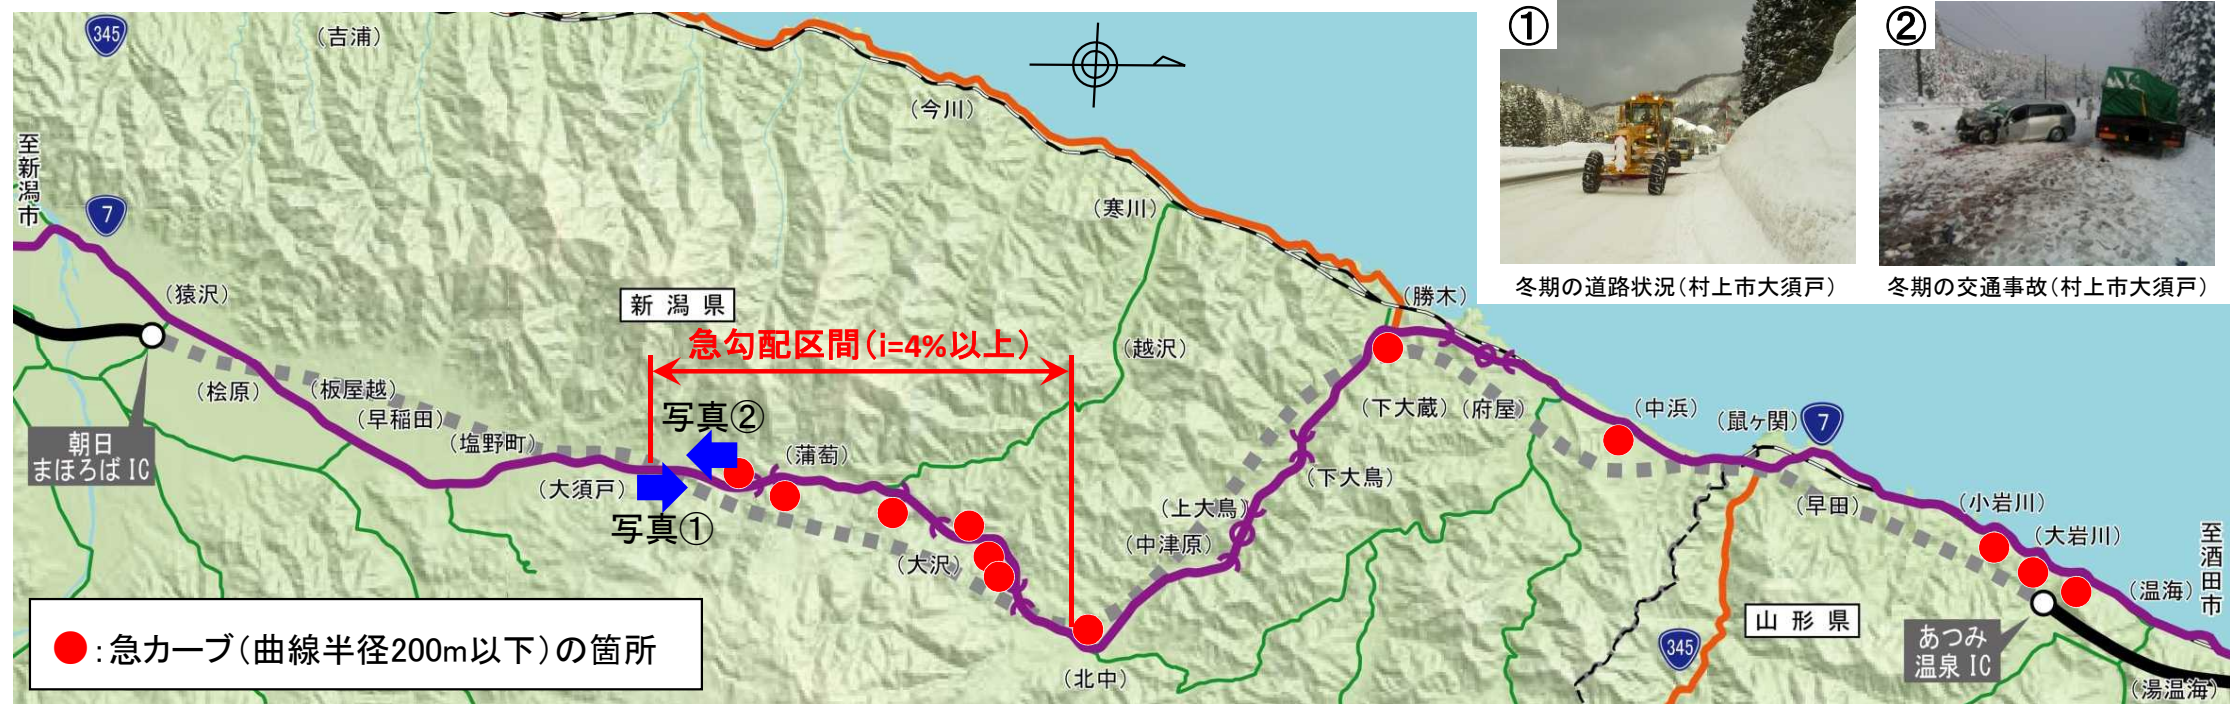 345
(吉浦)
①
②
(今川)
至新潟市
7
(寒川)
冬期の道路状況(村上市大須戸)
冬期の交通事故(村上市大須戸)
(猿沢)
新潟県
(勝木)
急勾配区間(i=4%以上)
(越沢)
(桧原)
(板屋越)
(早稲田)
写真②
(下大蔵)
(府屋)
(中浜)
(鼠ヶ関)
7
朝日
まほろば IC
(塩野町)
(蒲萄)
(大須戸)
(下大鳥)
写真①
(上大鳥)
(中津原)
(早田)
(小岩川)
(大岩川)
至酒田市
(大沢)
(温海)
山形県
●:急カーブ(曲線半径200m以下)の箇所
345
あつみ
温泉 IC
(北中)
(湯温海)